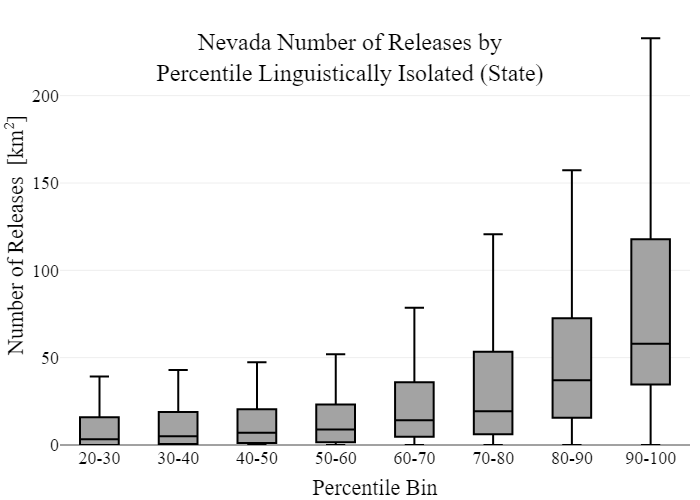 Nevada Number of Releases by
Percentile Linguistically Isolated (State)
Number of Releases [km²]
200
150
100
50
0
20-30 30-40 40-50 50-60 60-70 70-80 80-90 90-100
Percentile Bin